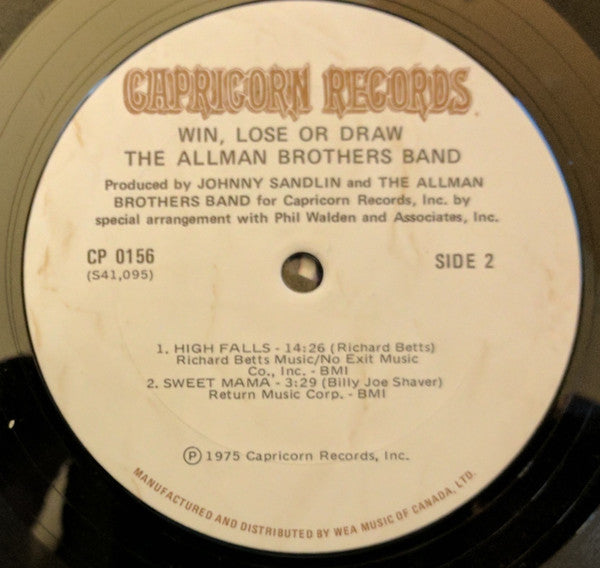 CAPRICORN RECORDS.
WIN, LOSE OR DRAW
THE ALLMAN BROTHERS BAND
Produced by JOHNNY SANDLIN and THE ALLMAN
BROTHERS BAND for Capricorn Records, Inc. by
special arrangement with Phil Walden and Associates, Inc.
CP 0156
(S41,095)
SIDE 2
1. HIGH FALLS - 14:26 (Richard Betts)
Richard Betts Music/No Exit Music
Co., Inc. - BMI
2. SWEET MAMA - 3:29 (Billy Joe Shaver)
Return Music Corp. - BMI
℗ 1975 Capricorn Records, Inc.
MANUFACTURED AND DISTRIBUTED BY WEA MUSIC OF CANADA, LTD.